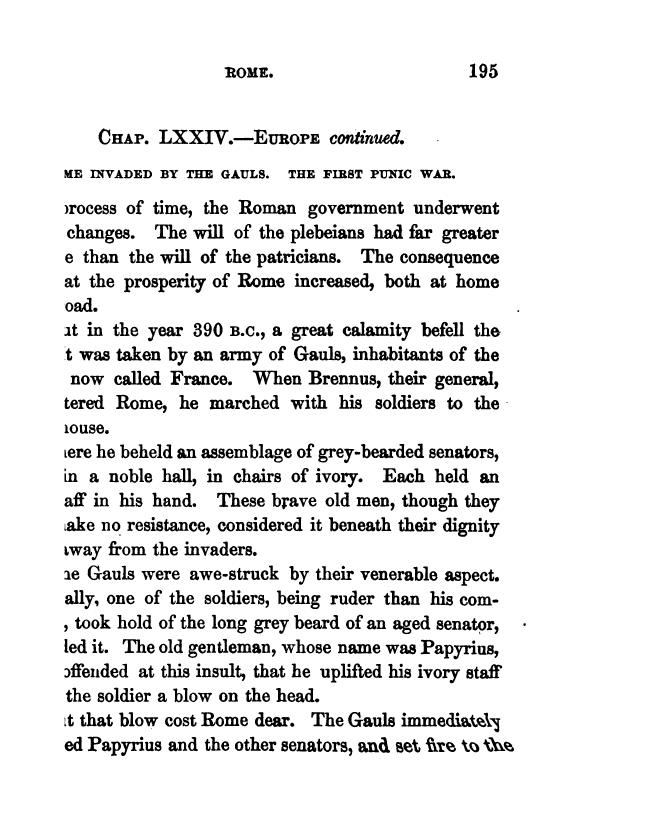 ROME. 195
CHAP. LXXIV.—EUROPE continued.
ME INVADED BY THE GAULS. THE FIRST PUNIC WAR.
rocess of time, the Roman government underwent
changes. The will of the plebeians had far greater
e than the will of the patricians. The consequence
at the prosperity of Rome increased, both at home
oad.
t in the year 390 B.C., a great calamity befell the
t was taken by an army of Gauls, inhabitants of the
now called France. When Brennus, their general,
tered Rome, he marched with his soldiers to the
ouse.
ere he beheld an assemblage of grey-bearded senators,
in a noble hall, in chairs of ivory. Each held an
aff in his hand. These brave old men, though they
ake no resistance, considered it beneath their dignity
way from the invaders.
e Gauls were awe-struck by their venerable aspect.
ally, one of the soldiers, being ruder than his com-
, took hold of the long grey beard of an aged senator,
led it. The old gentleman, whose name was Papyrius,
offended at this insult, that he uplifted his ivory staff
the soldier a blow on the head.
t that blow cost Rome dear. The Gauls immediately
ed Papyrius and the other senators, and set fire to the